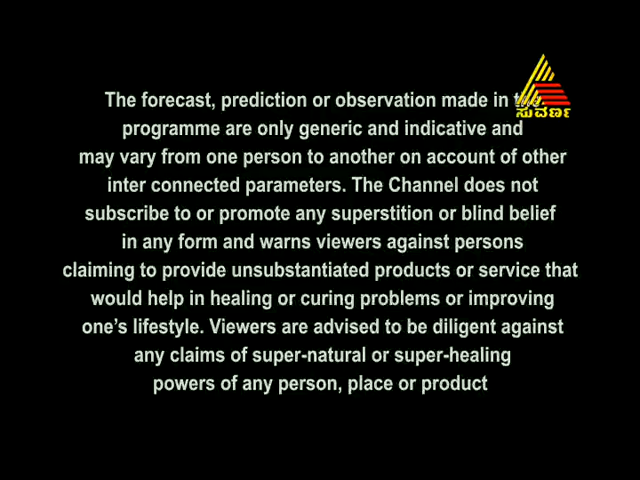 The forecast, prediction or observation made in the
programme are only generic and indicative and
may vary from one person to another on account of other
inter connected parameters. The Channel does not
subscribe to or promote any superstition or blind belief
in any form and warns viewers against persons
claiming to provide unsubstantiated products or service that
would help in healing or curing problems or improving
one's lifestyle. Viewers are advised to be diligent against
any claims of super-natural or super-healing
powers of any person, place or product
ಸುವರ್ಣ